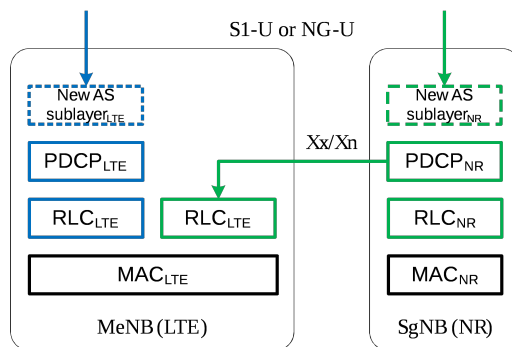 S1-U or NG-U
New AS
sublayerLTE
New AS
sublayerNR
Xx/Xn
PDCPLTE
PDCPNR
RLCLTE
RLCLTE
RLCNR
MACLTE
MACNR
MeNB (LTE)
SgNB (NR)